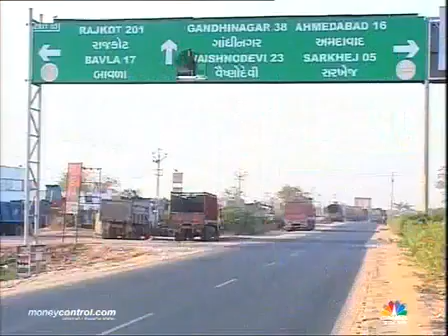 RAJKOT 201
રાજકોટ
BAVLA 17
બાવળા
GANDHINAGAR 38
ગાંધીનગર
VAISHNODEVI 23
વૈષ્ણોદેવી
AHMEDABAD 16
અમદાવાદ
SARKHEJ 05
સરખેજ
moneycontrol.com
CNBC